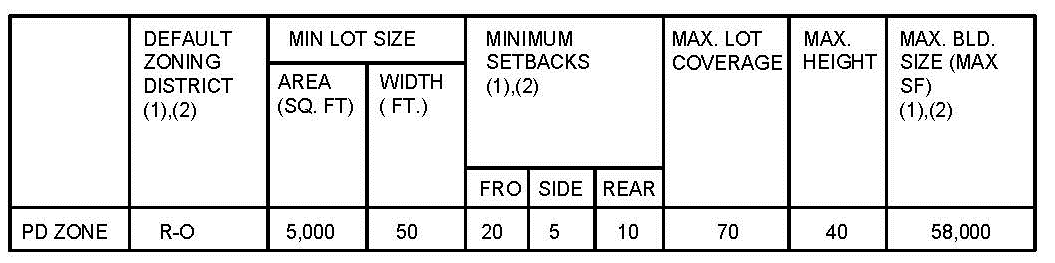 DEFAULT
ZONING
DISTRICT
(1),(2)
MIN LOT SIZE
AREA
(SQ. FT)
WIDTH
( FT.)
MINIMUM
SETBACKS
(1),(2)
FRO
SIDE
REAR
MAX. LOT
COVERAGE
MAX.
HEIGHT
MAX. BLD.
SIZE (MAX
SF)
(1),(2)
PD ZONE R-O 5,000 50 20 5 10 70 40 58,000